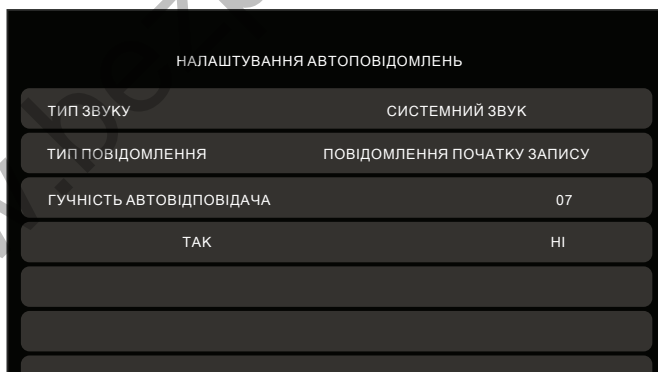 НАЛАШТУВАННЯ АВТОПОВІДОМЛЕНЬ
ТИП ЗВУКУ СИСТЕМНИЙ ЗВУК
ТИП ПОВІДОМЛЕННЯ ПОВІДОМЛЕННЯ ПОЧАТКУ ЗАПИСУ
ГУЧНІСТЬ АВТОВІДПОВІДАЧА 07
ТАК НІ